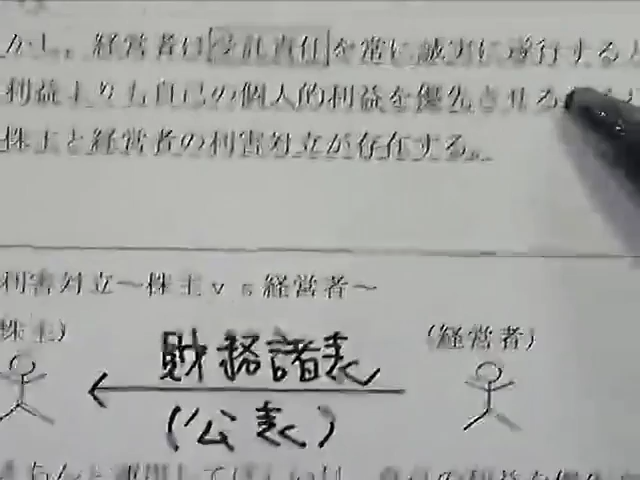 かし、経営者は受託責任を常に誠実に遂行すると
利益よりも自己の個人的利益を優先させる
株主と経営者の利害対立が存在する。
利害対立～株主vs経営者～
株主)
(経営者)
財務諸表
(公表)